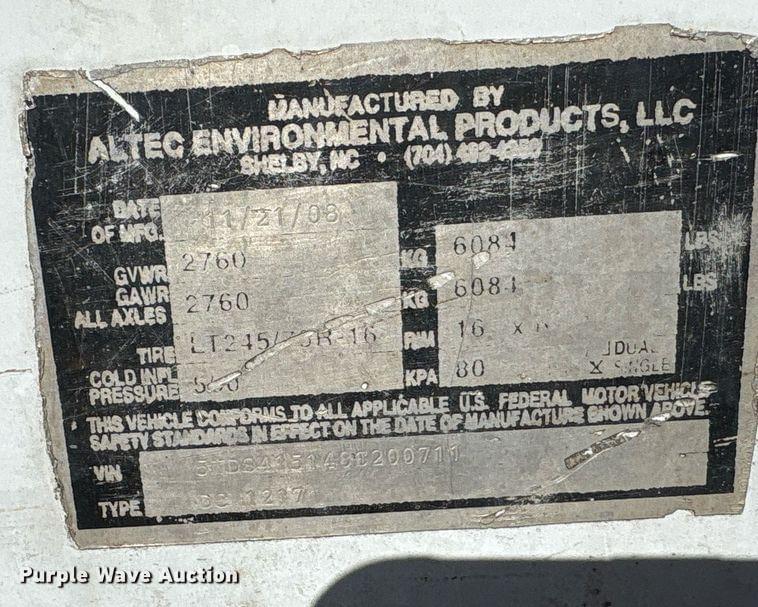 MANUFACTURED BY
ALTEC ENVIRONMENTAL PRODUCTS, LLC
SHELBY, NC • (704)
DATE OF MFG. 11/21/08
GVWR 2760 KG 6084 LBS
GAWR ALL AXLES 2760 KG 6084 LBS
TIRE RIM 16 X
COLD INFL PRESSURE KPA 80 DUAL
X SINGLE
THIS VEHICLE CONFORMS TO ALL APPLICABLE U.S. FEDERAL MOTOR VEHICLE
SAFETY STANDARDS IN EFFECT ON THE DATE OF MANUFACTURE SHOWN ABOVE.
VIN
TYPE DC 1217
Purple Wave Auction